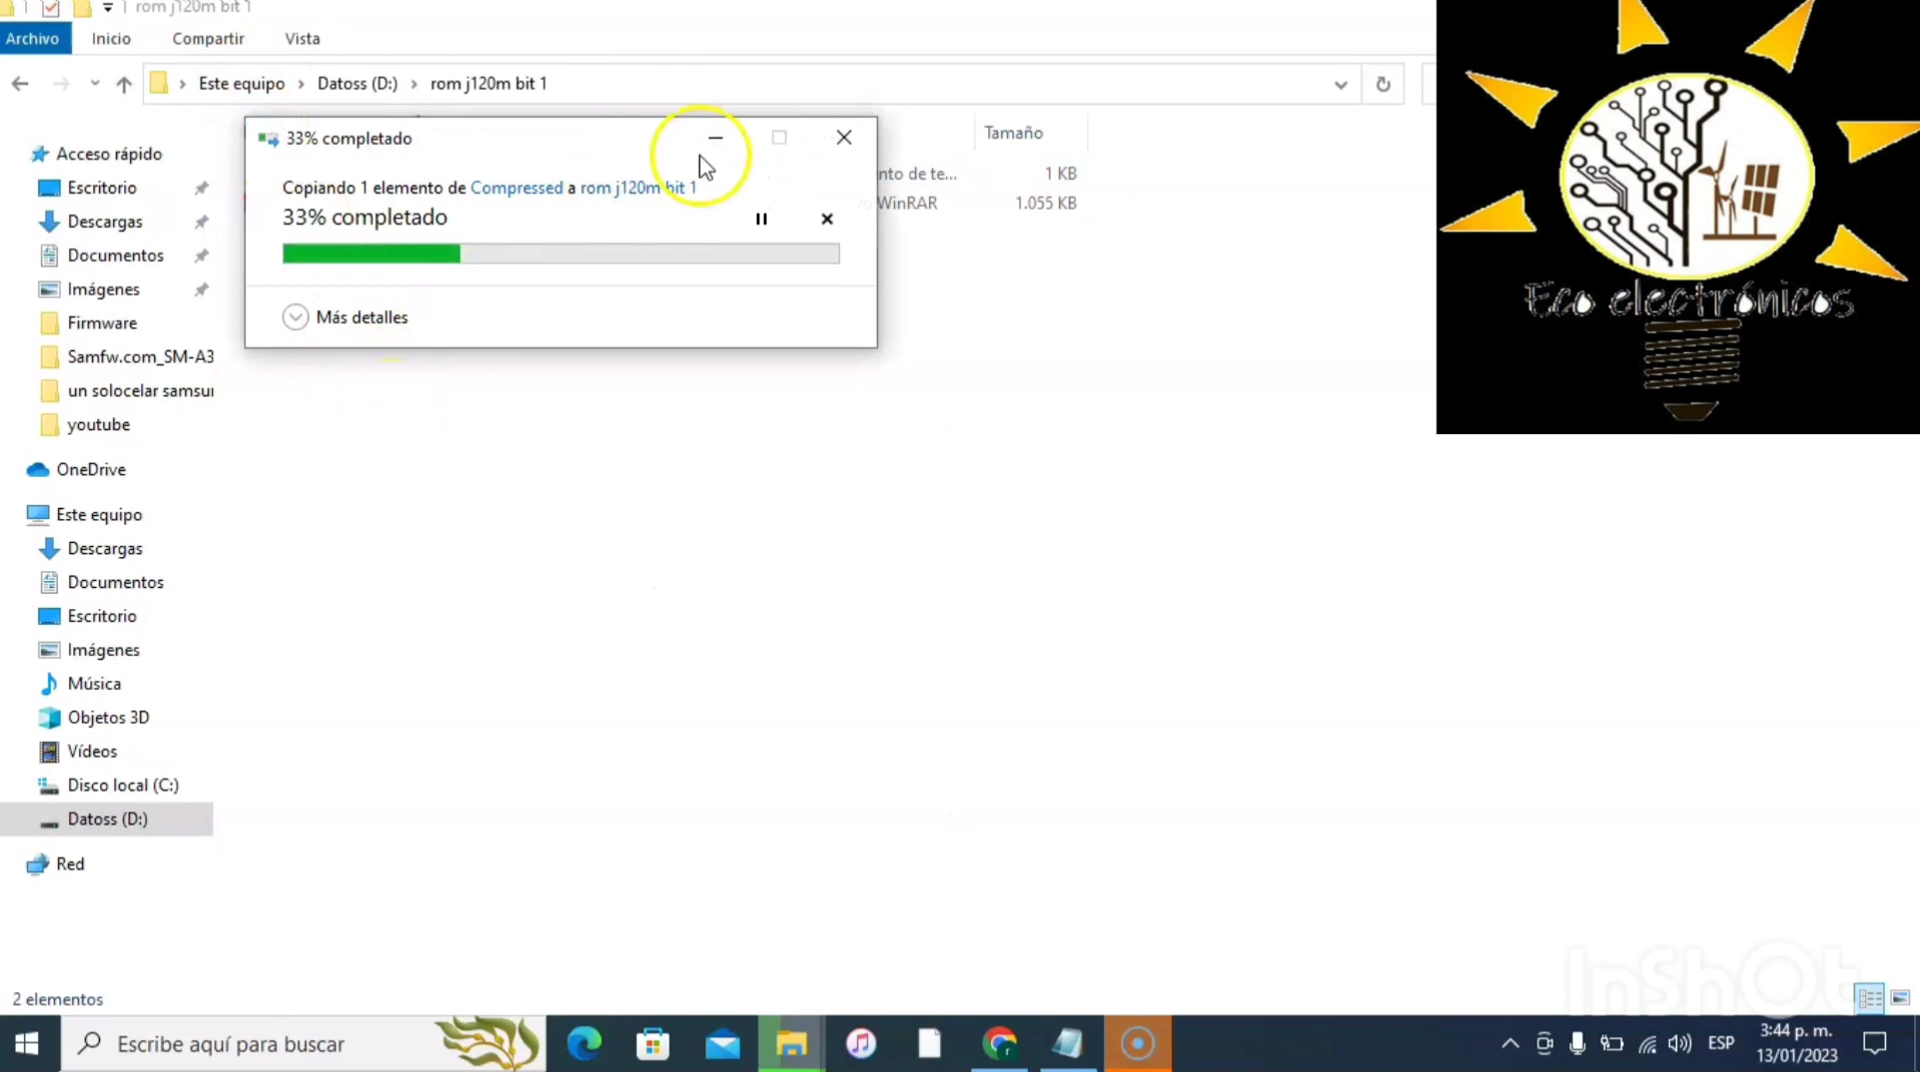 rom j120m bit 1
Archivo Inicio Compartir Vista
Este equipo > Datoss (D:) > rom j120m bit 1
33% completado
Copiando 1 elemento de Compressed a rom j120m bit 1
33% completado
Más detalles
Tamaño
nto de te... 1 KB
WinRAR 1.055 KB
Acceso rápido
Escritorio
Descargas
Documentos
Imágenes
Firmware
Samfw.com_SM-A3
un solocelar samsu
youtube
OneDrive
Este equipo
Descargas
Documentos
Escritorio
Imágenes
Música
Objetos 3D
Vídeos
Disco local (C:)
Datoss (D:)
Red
Eco electrónicos
2 elementos
InShOt
Escribe aquí para buscar
ESP
3:44 p. m.
13/01/2023